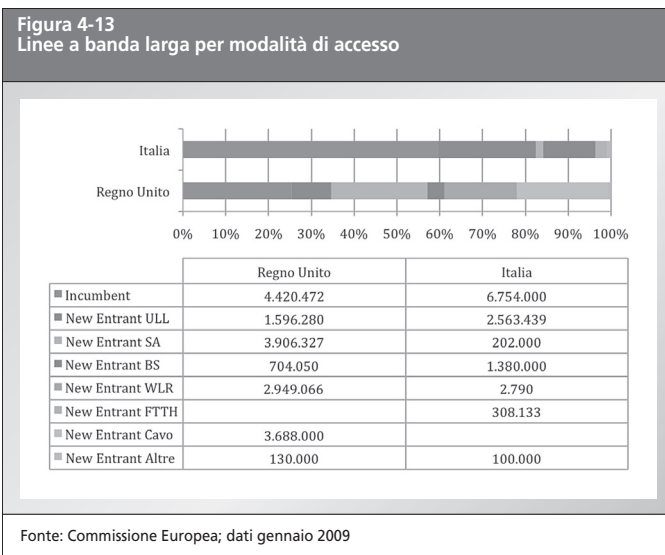 Figura 4-13
Linee a banda larga per modalità di accesso
Italia
Regno Unito
0% 10% 20% 30% 40% 50% 60% 70% 80% 90% 100%
Regno Unito Italia
Incumbent 4.420.472 6.754.000
New Entrant ULL 1.596.280 2.563.439
New Entrant SA 3.906.327 202.000
New Entrant BS 704.050 1.380.000
New Entrant WLR 2.949.066 2.790
New Entrant FTTH 308.133
New Entrant Cavo 3.688.000
New Entrant Altre 130.000 100.000
Fonte: Commissione Europea; dati gennaio 2009